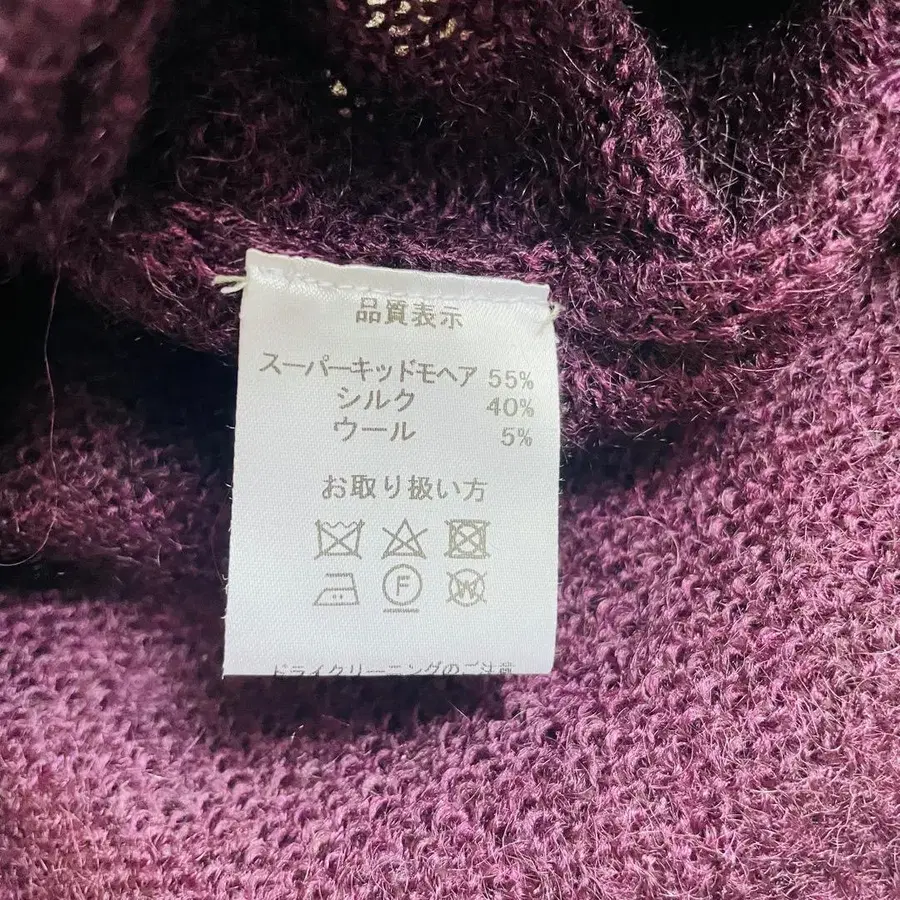 品質表示
スーパーキッドモヘア 55%
シルク 40%
ウール 5%
お取り扱い方
F W
ドライクリーニングのご注意